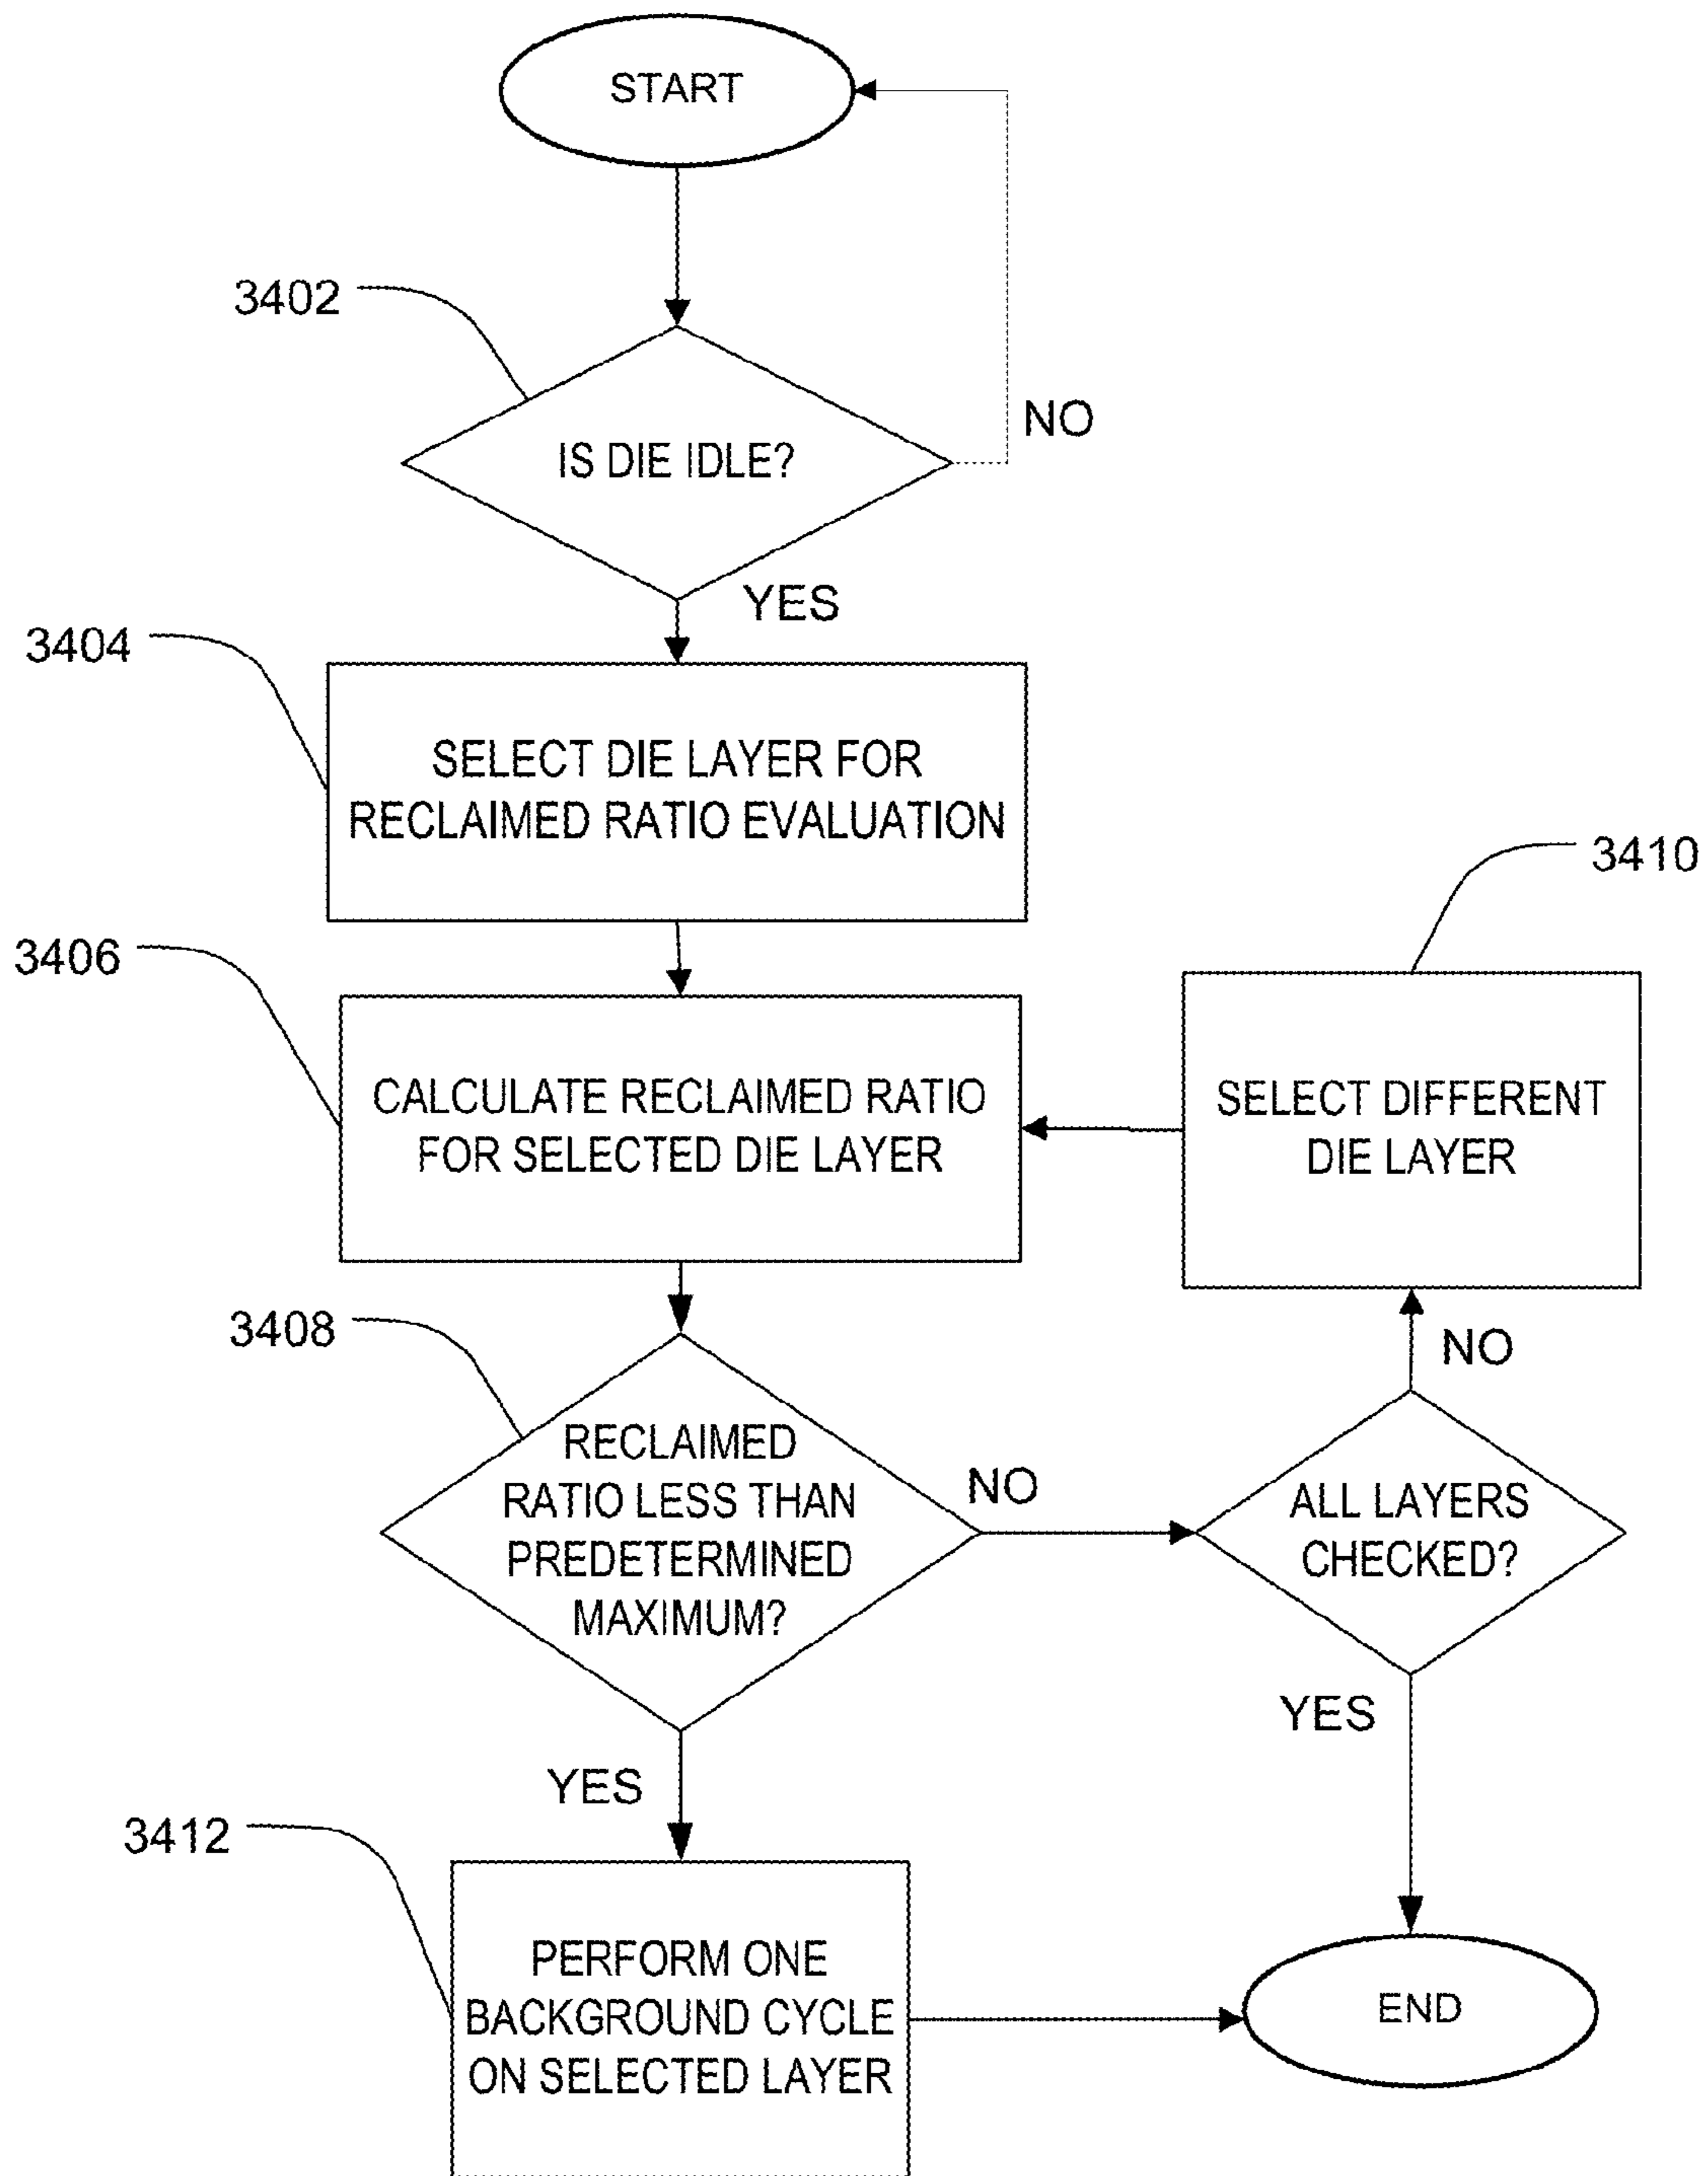 START
3402
NO
IS DIE IDLE?
YES
3404
SELECT DIE LAYER FOR
RECLAIMED RATIO EVALUATION
3410
3406
CALCULATE RECLAIMED RATIO
FOR SELECTED DIE LAYER
SELECT DIFFERENT
DIE LAYER
3408
NO
RECLAIMED
RATIO LESS THAN
PREDETERMINED
MAXIMUM?
NO
ALL LAYERS
CHECKED?
YES
YES
3412
PERFORM ONE
BACKGROUND CYCLE
ON SELECTED LAYER
END